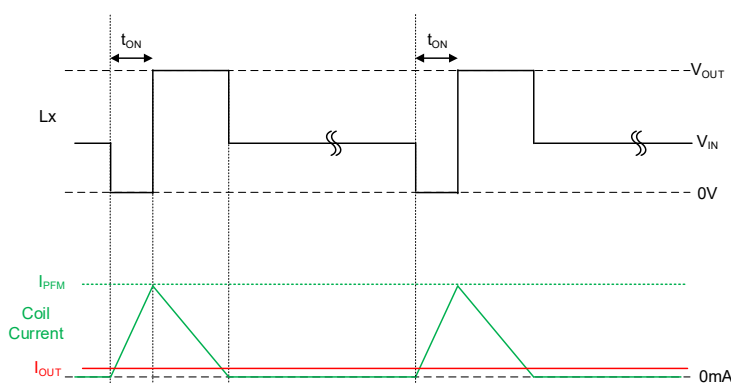 tON tON
VOUT
Lx
VIN
0V
IPFM
Coil
Current
IOUT
0mA